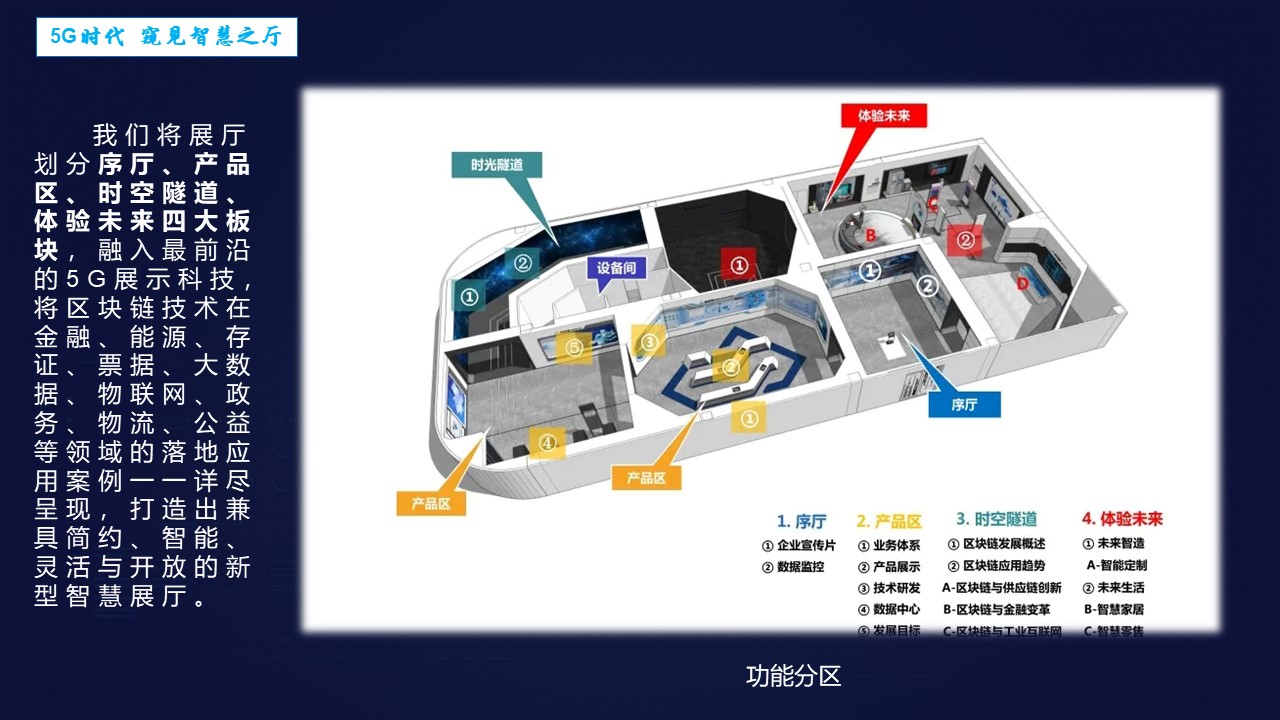 5G时代 窥见智慧之厅
我们将展厅
划分序厅、产品
区、时空隧道、
体验未来四大板
块，融入最前沿
的5G展示科技，
将区块链技术在
金融、能源、存
证、票据、大数
据、物联网、政
务、物流、公益
等领域的落地应
用案例一一详尽
呈现，打造出兼
具简约、智能、
灵活与开放的新
型智慧展厅。
体验未来
时光隧道
设备间
①
②
①
B
②
D
①
②
⑤
③
②
①
④
序厅
产品区
产品区
1. 序厅
① 企业宣传片
② 数据监控
2. 产品区
① 业务体系
② 产品展示
③ 技术研发
④ 数据中心
⑤ 发展目标
3. 时空隧道
① 区块链发展概述
② 区块链应用趋势
A-区块链与供应链创新
B-区块链与金融变革
C-区块链与工业互联网
4. 体验未来
① 未来智造
A-智能定制
② 未来生活
B-智慧家居
C-智慧零售
功能分区